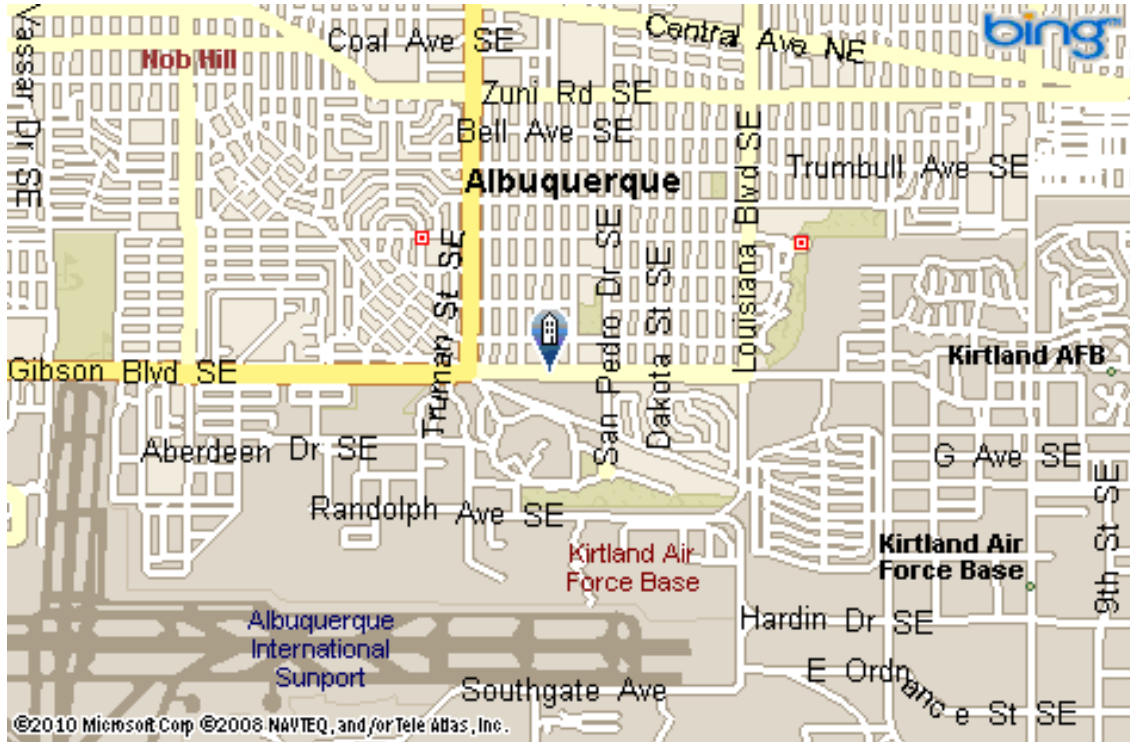 Coal Ave SE
Central Ave NE
bing™
Nob Hill
Vassar Dr SE
Zuni Rd SE
Bell Ave SE
Trumbull Ave SE
Albuquerque
Louisiana Blvd SE
San Pedro Dr SE
Dakota St SE
Truman St SE
Gibson Blvd SE
Kirtland AFB
Aberdeen Dr SE
G Ave SE
Randolph Ave SE
9th St SE
Kirtland Air
Force Base
Kirtland Air
Force Base
Albuquerque
International
Sunport
Hardin Dr SE
E Ordnance St SE
Southgate Ave
©2010 Microsoft Corp ©2008 NAVTEQ, and/or Tele Atlas, Inc.